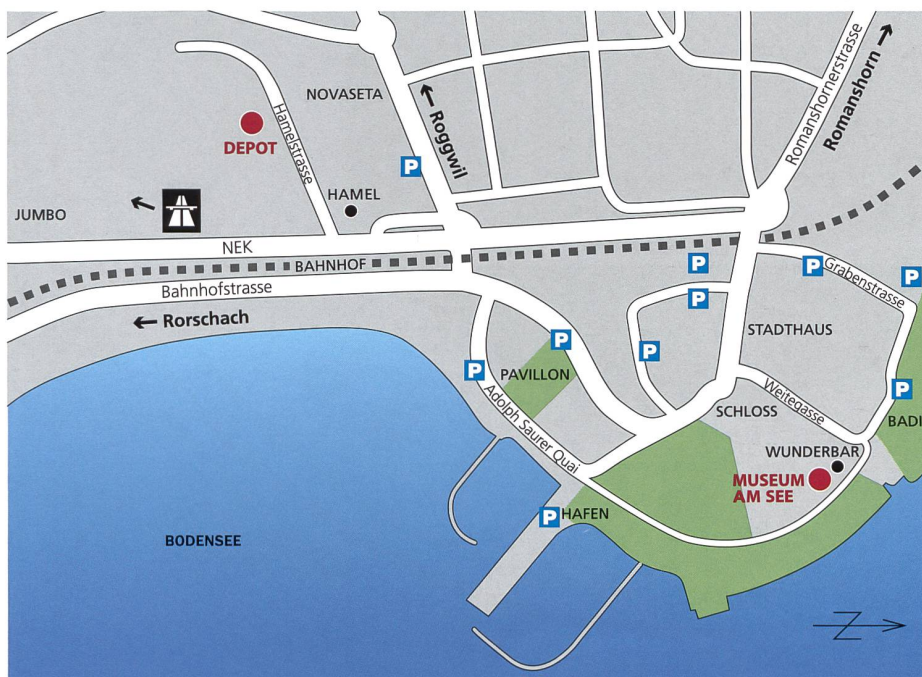 Romanshornerstrasse
Romanshorn
NOVASETA
Hamelstrasse
Roggwil
DEPOT
P
HAMEL
JUMBO
NEK
BAHNHOF
P
P
Grabenstrasse
P
Bahnhofstrasse
P
Rorschach
STADTHAUS
P
P
P
PAVILLON
P
P
Adolph Saurer Quai
SCHLOSS
Weitegasse
BADI
WUNDERBAR
MUSEUM
AM SEE
P
HAFEN
BODENSEE
N